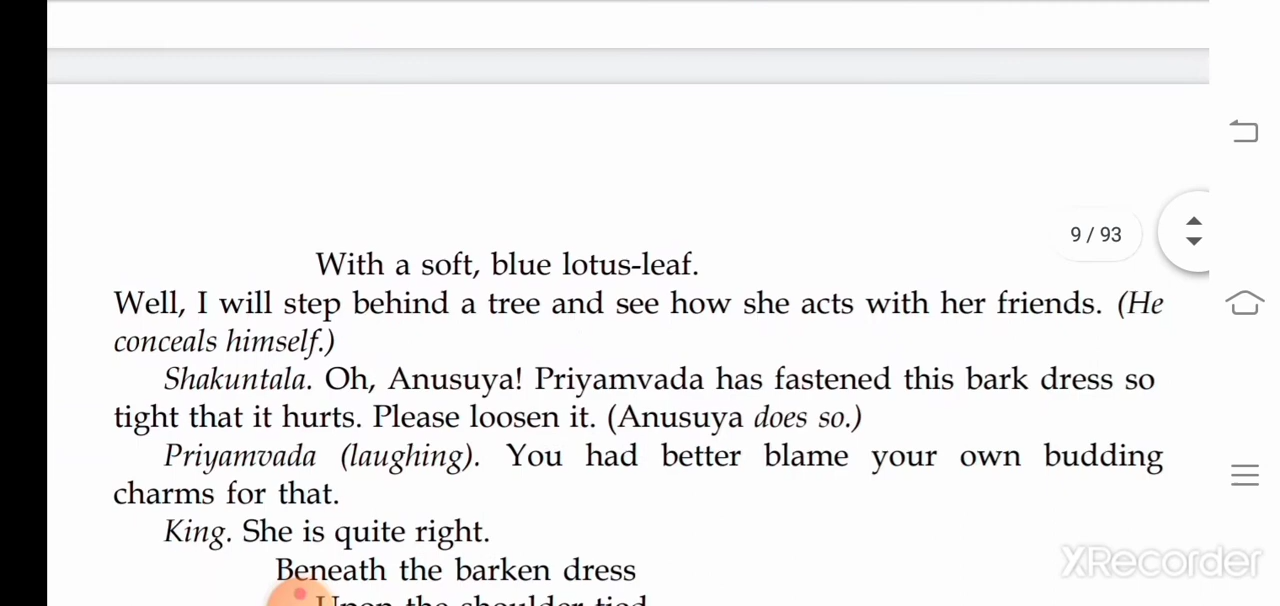 With a soft, blue lotus-leaf.
Well, I will step behind a tree and see how she acts with her friends. (He
conceals himself.)
Shakuntala. Oh, Anusuya! Priyamvada has fastened this bark dress so
tight that it hurts. Please loosen it. (Anusuya does so.)
Priyamvada (laughing). You had better blame your own budding
charms for that.
King. She is quite right.
Beneath the barken dress
Upon the shoulder tied
9 / 93
XRecorder